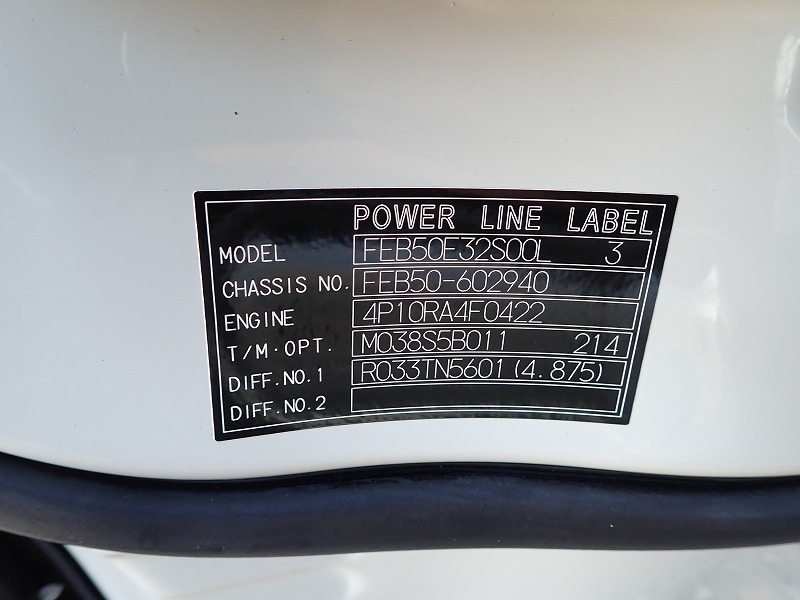 POWER LINE LABEL
MODEL FEB50E32S00L 3
CHASSIS NO. FEB50-602940
ENGINE 4P10RA4F0422
T/M·OPT. M038S5B011 214
DIFF.NO.1 R033TN5601(4.875)
DIFF.NO.2